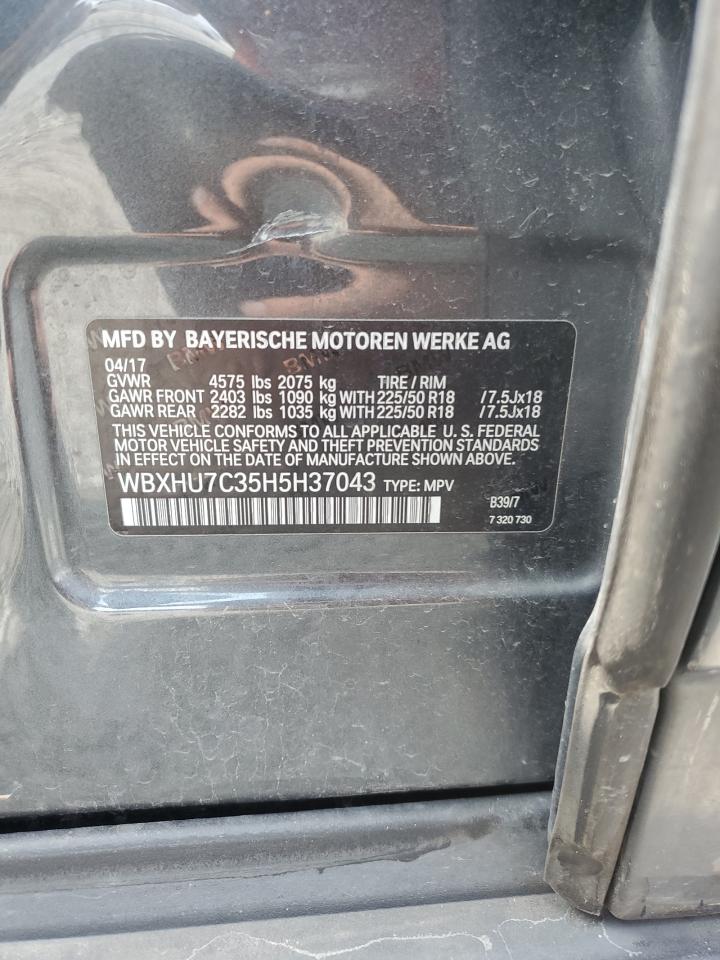 MFD BY BAYERISCHE MOTOREN WERKE AG
04/17
GVWR 4575 lbs 2075 kg TIRE / RIM
GAWR FRONT 2403 lbs 1090 kg WITH 225/50 R18 /7.5Jx18
GAWR REAR 2282 lbs 1035 kg WITH 225/50 R18 /7.5Jx18
THIS VEHICLE CONFORMS TO ALL APPLICABLE U. S. FEDERAL
MOTOR VEHICLE SAFETY AND THEFT PREVENTION STANDARDS
IN EFFECT ON THE DATE OF MANUFACTURE SHOWN ABOVE.
WBXHU7C35H5H37043 TYPE: MPV
B39/7
7 320 730